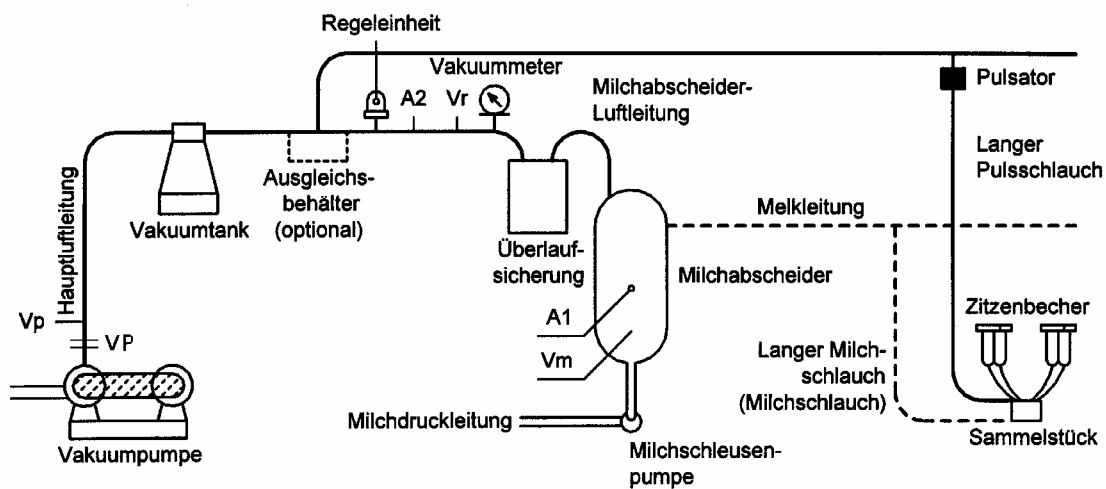 Regeleinheit
Vakuummeter
A2
Vr
Milchabscheider-
Luftleitung
Pulsator
Langer
Pulsschlauch
Hauptluftleitung
Vakuumtank
Ausgleichs-
behälter
(optional)
Überlauf-
sicherung
Melkleitung
Milchabscheider
Zitzenbecher
A1
Vm
Vp
VP
Langer Milch-
schlauch
(Milchschlauch)
Milchdruckleitung
Sammelstück
Vakuumpumpe
Milchschleusen-
pumpe